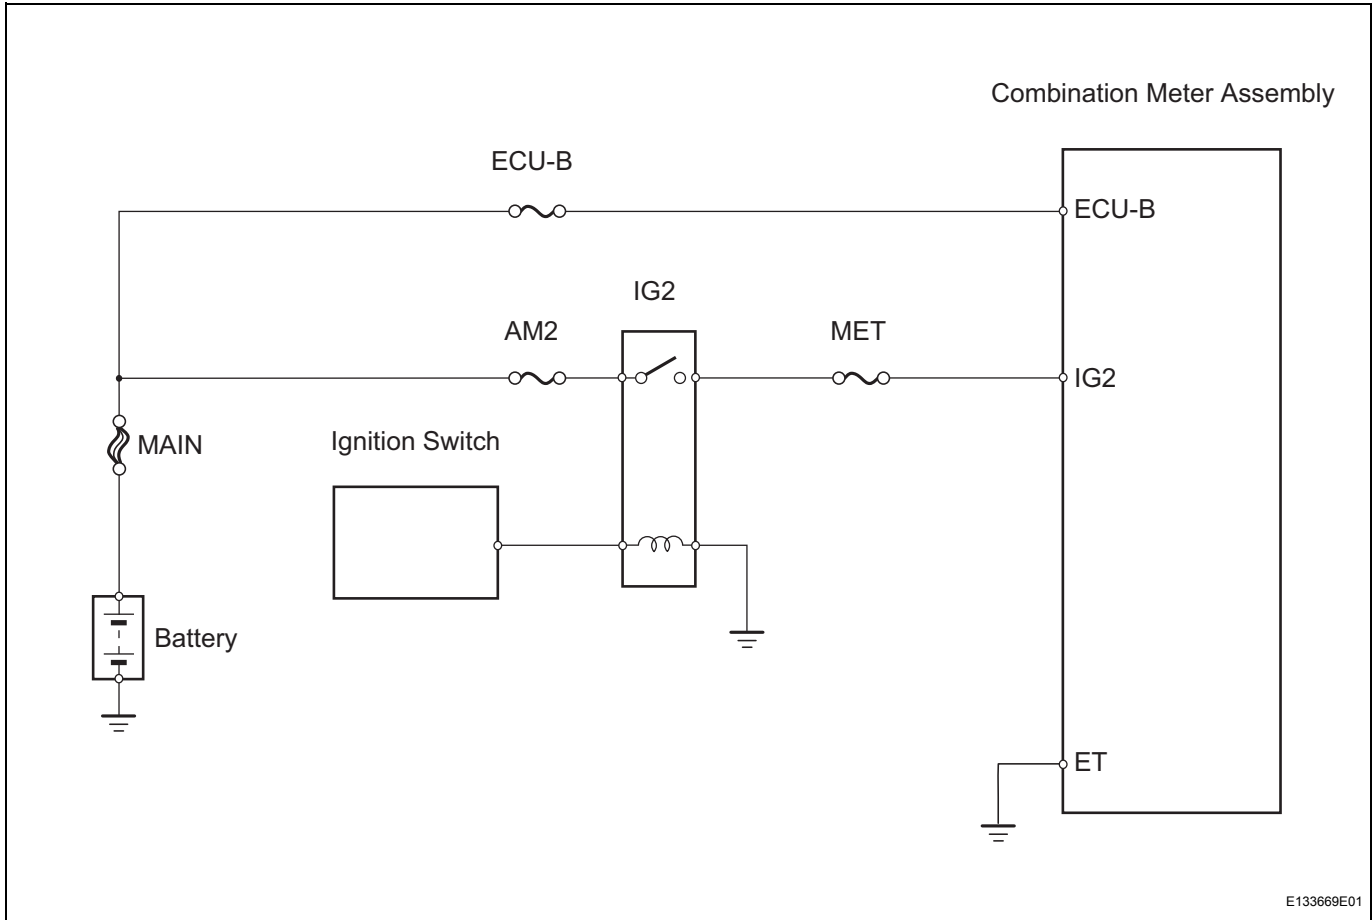 Combination Meter Assembly
ECU-B
ECU-B
IG2
AM2
MET
IG2
MAIN
Ignition Switch
Battery
ET
E133669E01